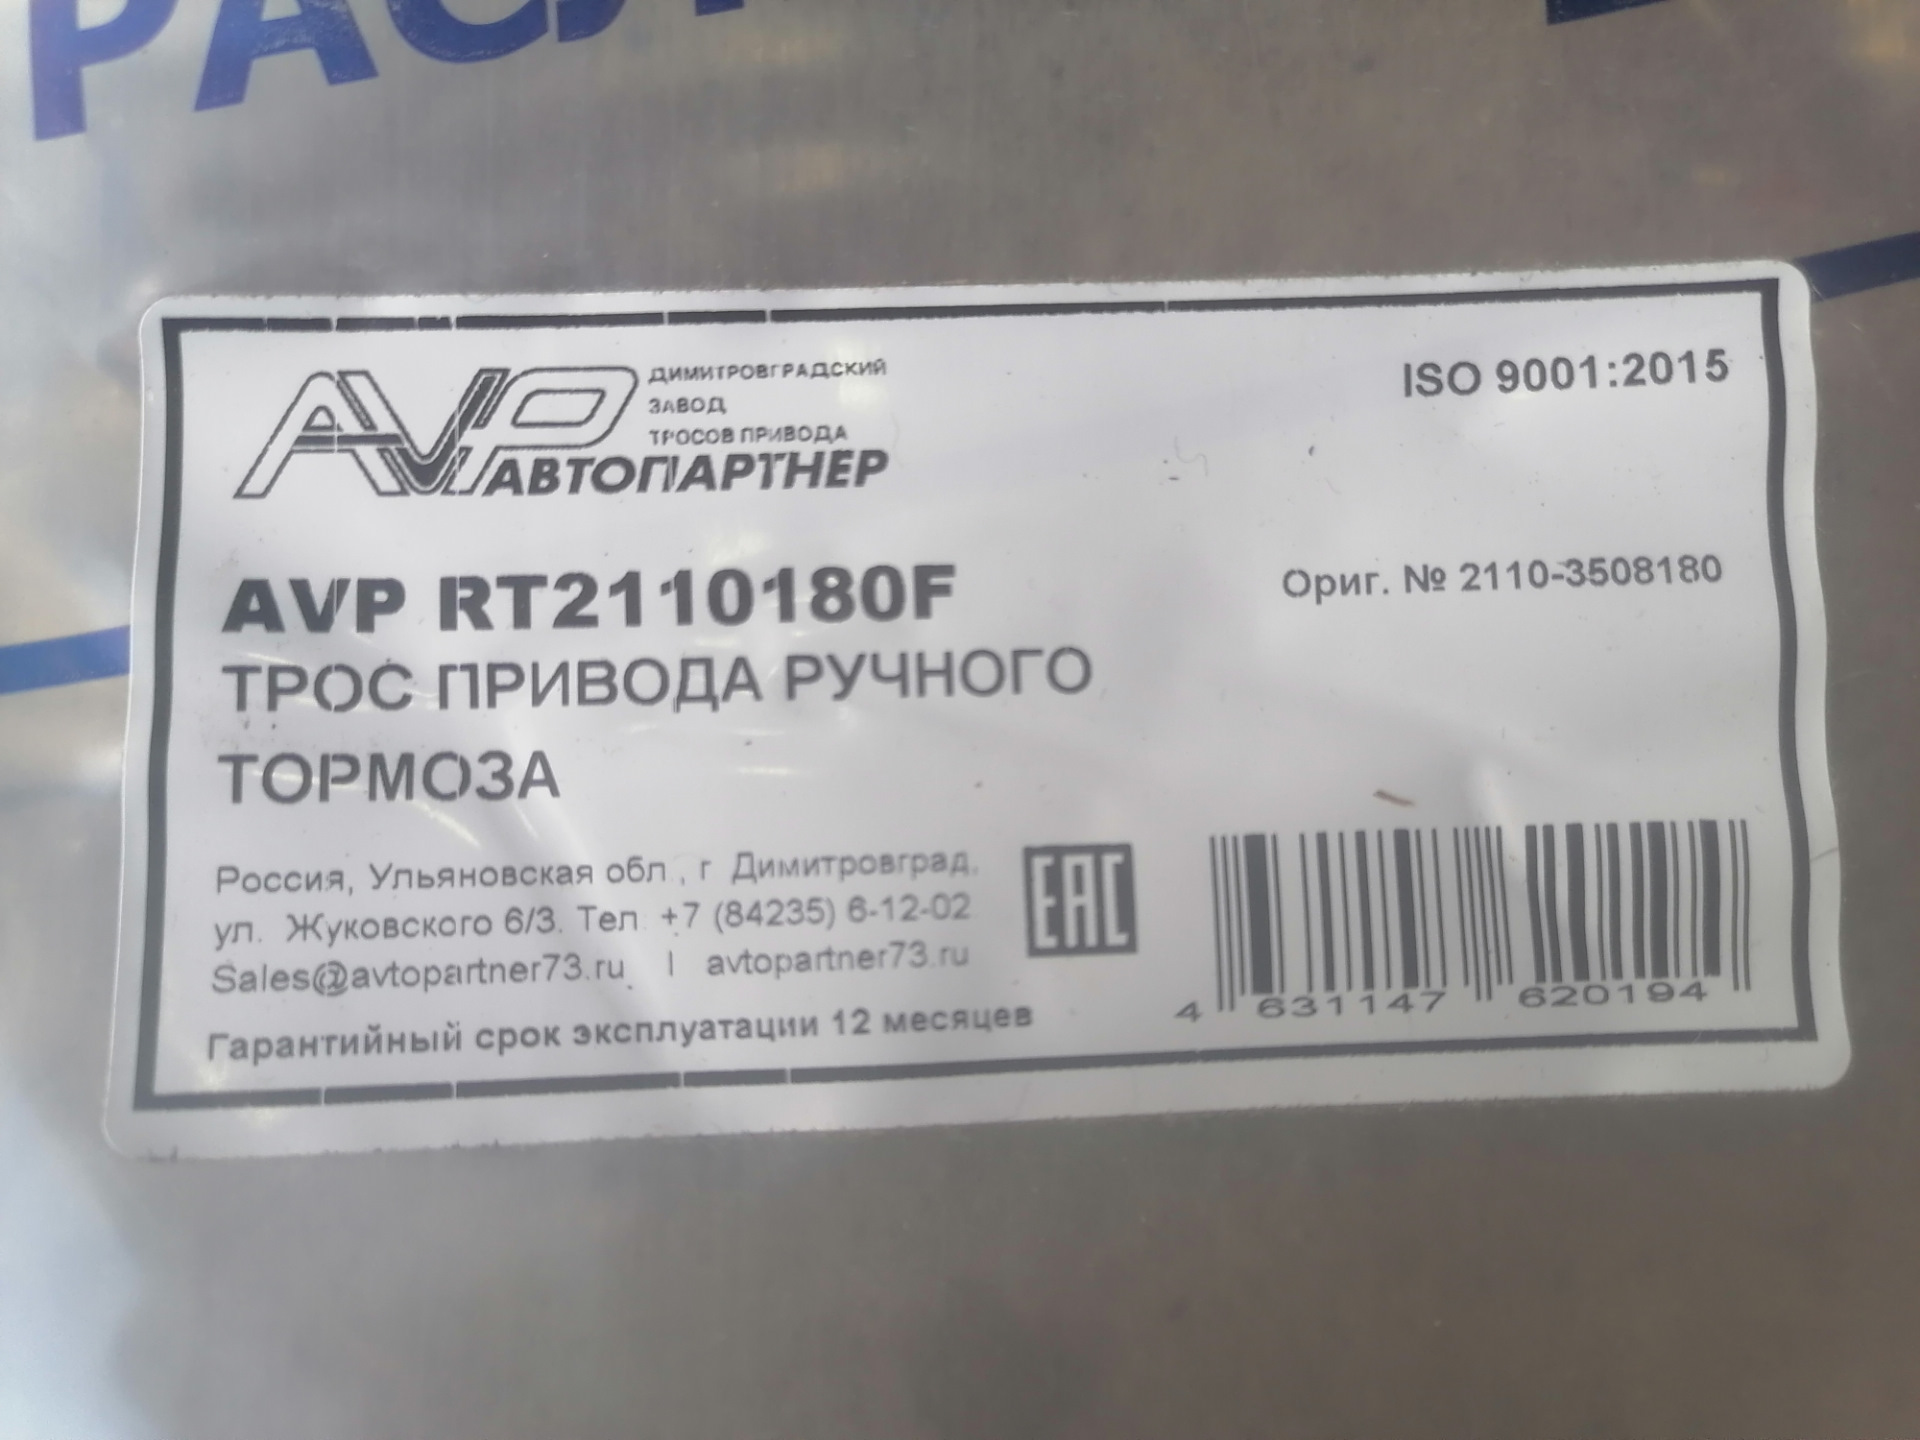 AVP ДИМИТРОВГРАДСКИЙ
ЗАВОД
ТРОСОВ ПРИВОДА
АВТОПАРТНЕР
ISO 9001:2015
AVP RT2110180F
Ориг. № 2110-3508180
ТРОС ПРИВОДА РУЧНОГО
ТОРМОЗА
Россия, Ульяновская обл., г Димитровград,
ул. Жуковского 6/3. Тел. +7 (84235) 6-12-02
Sales@avtopartner73.ru | avtopartner73.ru
EAC
Гарантийный срок эксплуатации 12 месяцев
4 631147 620194